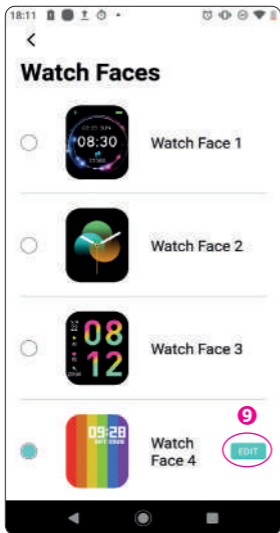 18:11
Watch Faces
08:30
Watch Face 1
Watch Face 2
08
12
Watch Face 3
9
09:28
Watch
Face 4
EDIT